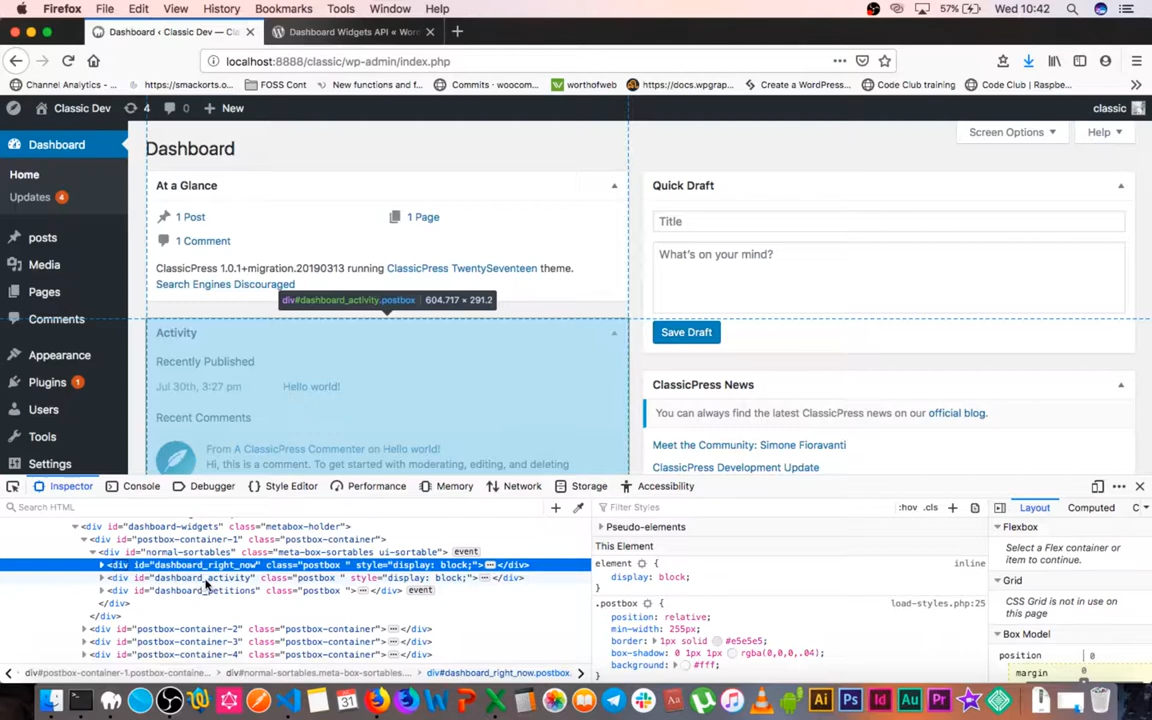 Firefox File Edit View History Bookmarks Tools Window Help 57% Wed 10:42
Dashboard ‹ Classic Dev — Cla
Dashboard Widgets API « Wor
localhost:8888/classic/wp-admin/index.php
Channel Analytics - ... https://smackorts.o... FOSS Cont New functions and f... Commits · woocom... worthofweb https://docs.wpgrap... Create a WordPress... Code Club training Code Club | Raspbe...
Classic Dev 4 0 New classic
Dashboard
Home
Updates 4
posts
Media
Pages
Comments
Appearance
Plugins 1
Users
Tools
Settings
Screen Options Help
Dashboard
At a Glance
1 Post 1 Page
1 Comment
ClassicPress 1.0.1+migration.20190313 running ClassicPress TwentySeventeen theme.
Search Engines Discouraged
div#dashboard_activity.postbox | 604.717 × 291.2
Activity
Recently Published
Jul 30th, 3:27 pm Hello world!
Recent Comments
From A ClassicPress Commenter on Hello world!
Hi, this is a comment. To get started with moderating, editing, and deleting
Quick Draft
Title
What's on your mind?
Save Draft
ClassicPress News
You can always find the latest ClassicPress news on our official blog.
Meet the Community: Simone Fioravanti
ClassicPress Development Update
Inspector Console Debugger Style Editor Performance Memory Network Storage Accessibility
Search HTML
<div id="dashboard-widgets" class="metabox-holder">
<div id="postbox-container-1" class="postbox-container">
<div id="normal-sortables" class="meta-box-sortables ui-sortable"> event
<div id="dashboard_right_now" class="postbox " style="display: block;"></div>
<div id="dashboard_activity" class="postbox " style="display: block;"></div>
<div id="dashboard_petitions" class="postbox "></div> event
</div>
</div>
<div id="postbox-container-2" class="postbox-container"></div>
<div id="postbox-container-3" class="postbox-container"></div>
<div id="postbox-container-4" class="postbox-container"></div>
div#postbox-container-1.postbox-containe... div#normal-sortables.meta-box-sortables.... div#dashboard_right_now.postbox.
Filter Styles :hov .cls
Pseudo-elements
This Element
element { inline
display: block;
}
.postbox { load-styles.php:25
position: relative;
min-width: 255px;
border: 1px solid #e5e5e5;
box-shadow: 0 1px 1px rgba(0,0,0,.04);
background: #fff;
}
Layout Computed C
Flexbox
Select a Flex container or
item to continue.
Grid
CSS Grid is not in use on
this page
Box Model
position 0
margin 0